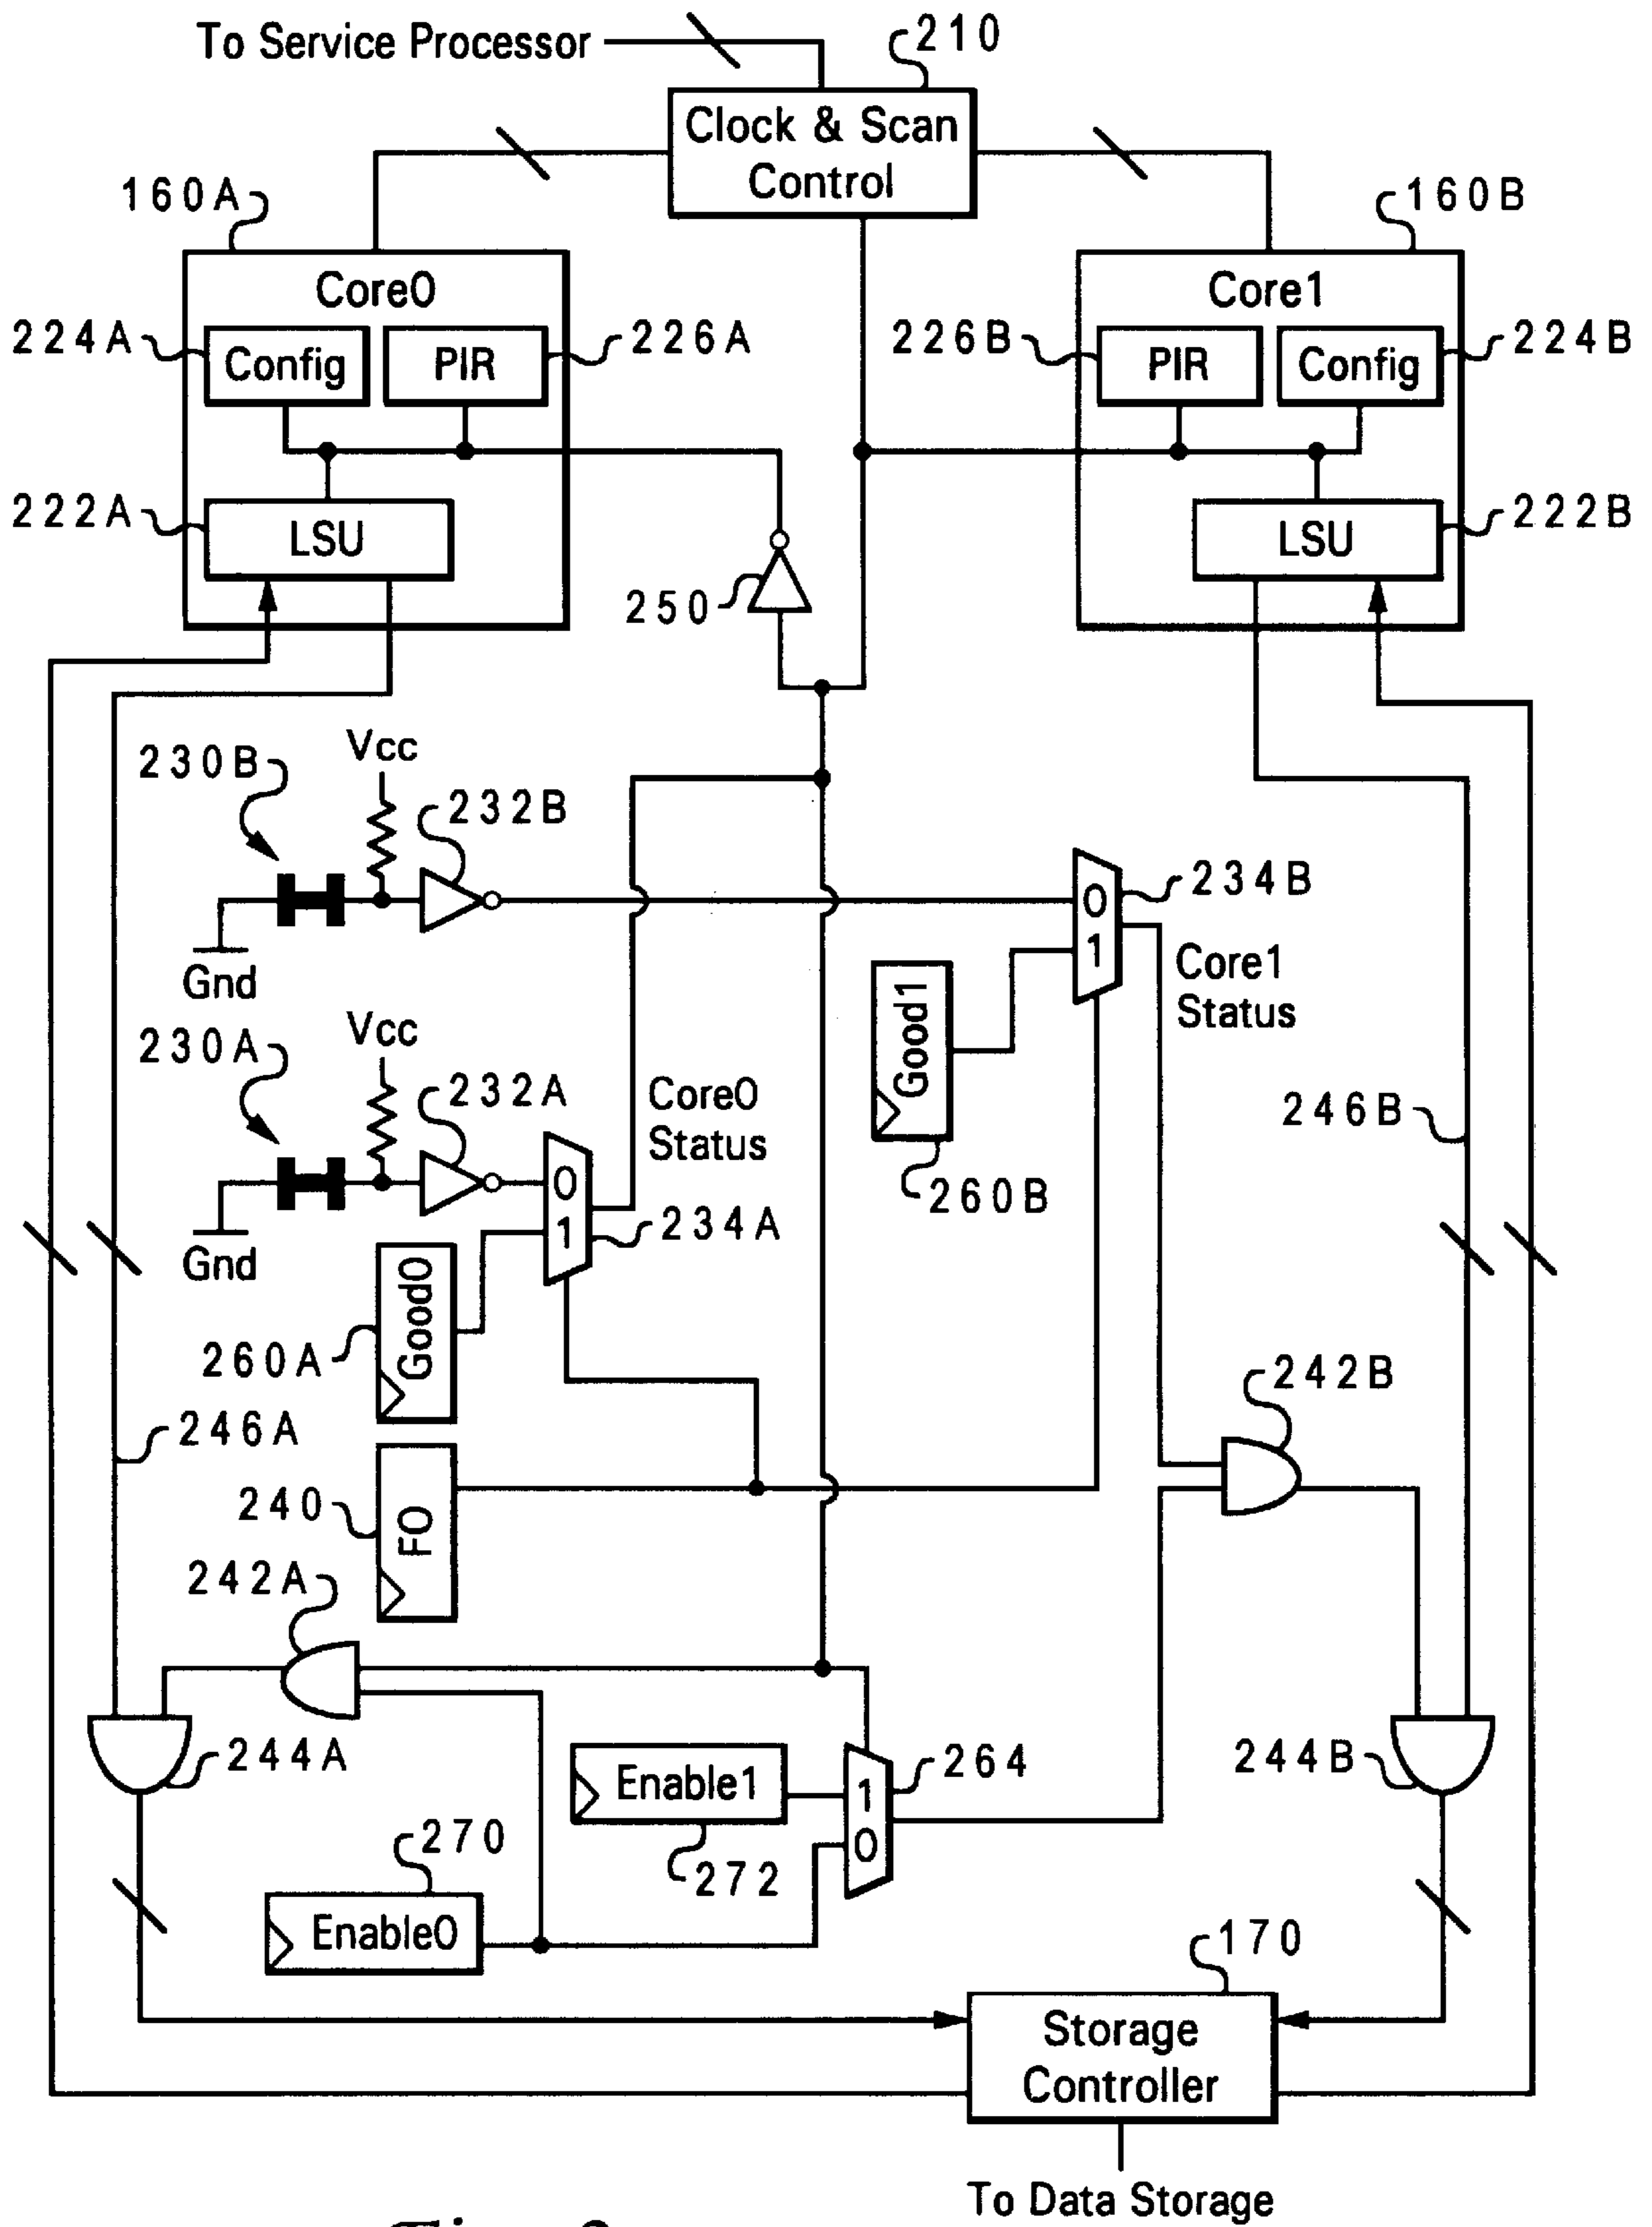 To Service Processor
210
Clock & Scan
Control
160A
160B
Core0
Core1
224A
Config
PIR
226A
226B
PIR
Config
224B
222A
LSU
LSU
222B
250
230B
Vcc
232B
234B
0
1
Gnd
Core1
Status
Good1
230A
Vcc
232A
Core0
Status
246B
260B
0
1
234A
Gnd
Good0
260A
242B
246A
240
F0
242A
244A
Enable1
1
0
264
244B
270
272
Enable0
170
Storage
Controller
To Data Storage